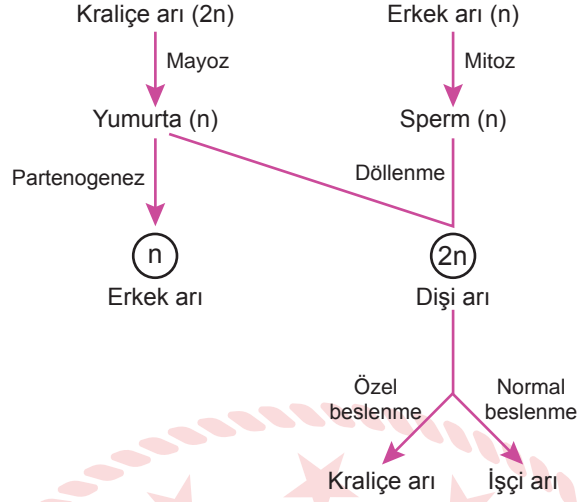 Kraliçe arı (2n)
Erkek arı (n)
Mayoz
Mitoz
Yumurta (n)
Sperm (n)
Partenogenez
Döllenme
n
2n
Erkek arı
Dişi arı
Özel
beslenme
Normal
beslenme
Kraliçe arı
İşçi arı